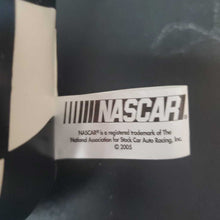 NASCAR
NASCAR® is a registered trademark of The
National Association for Stock Car Auto Racing, Inc.
© 2005